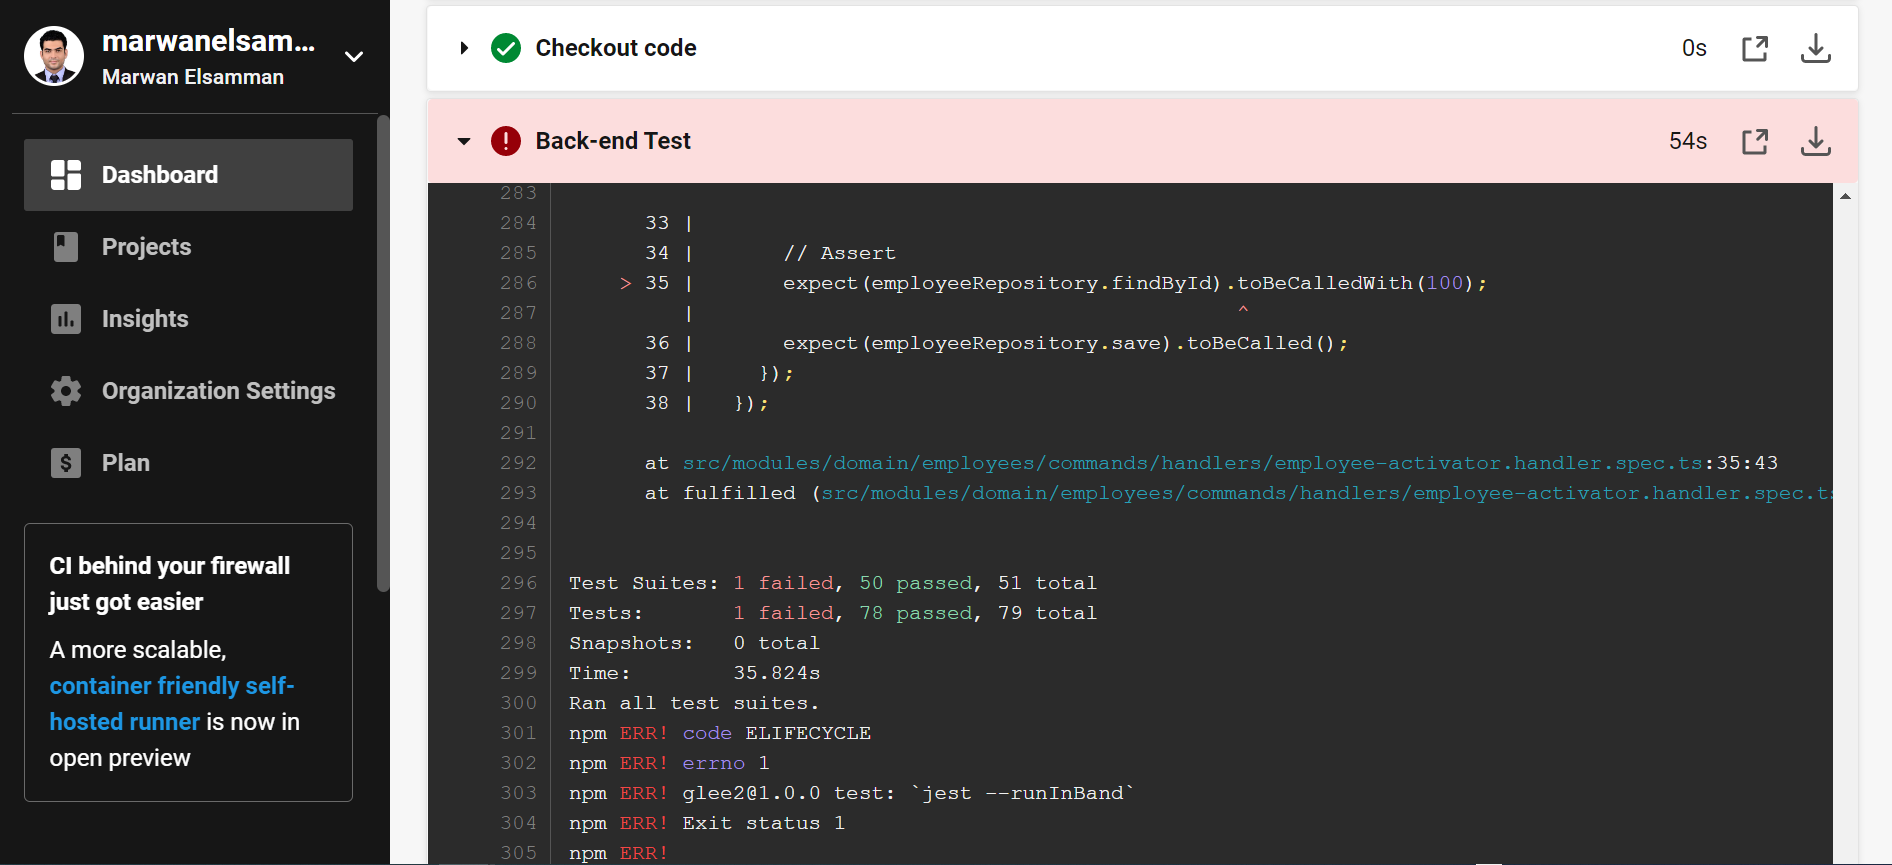 marwanelsam...
Marwan Elsamman
Dashboard
Projects
Insights
Organization Settings
Plan
CI behind your firewall
just got easier
A more scalable,
container friendly self-
hosted runner is now in
open preview
Checkout code
0s
Back-end Test
54s
283
284 33 |
285 34 | // Assert
286 > 35 | expect(employeeRepository.findById).toBeCalledWith(100);
287 | ^
288 36 | expect(employeeRepository.save).toBeCalled();
289 37 | });
290 38 | });
291
292 at src/modules/domain/employees/commands/handlers/employee-activator.handler.spec.ts:35:43
293 at fulfilled (src/modules/domain/employees/commands/handlers/employee-activator.handler.spec.ts
294
295
296 Test Suites: 1 failed, 50 passed, 51 total
297 Tests: 1 failed, 78 passed, 79 total
298 Snapshots: 0 total
299 Time: 35.824s
300 Ran all test suites.
301 npm ERR! code ELIFECYCLE
302 npm ERR! errno 1
303 npm ERR! glee2@1.0.0 test: `jest --runInBand`
304 npm ERR! Exit status 1
305 npm ERR!